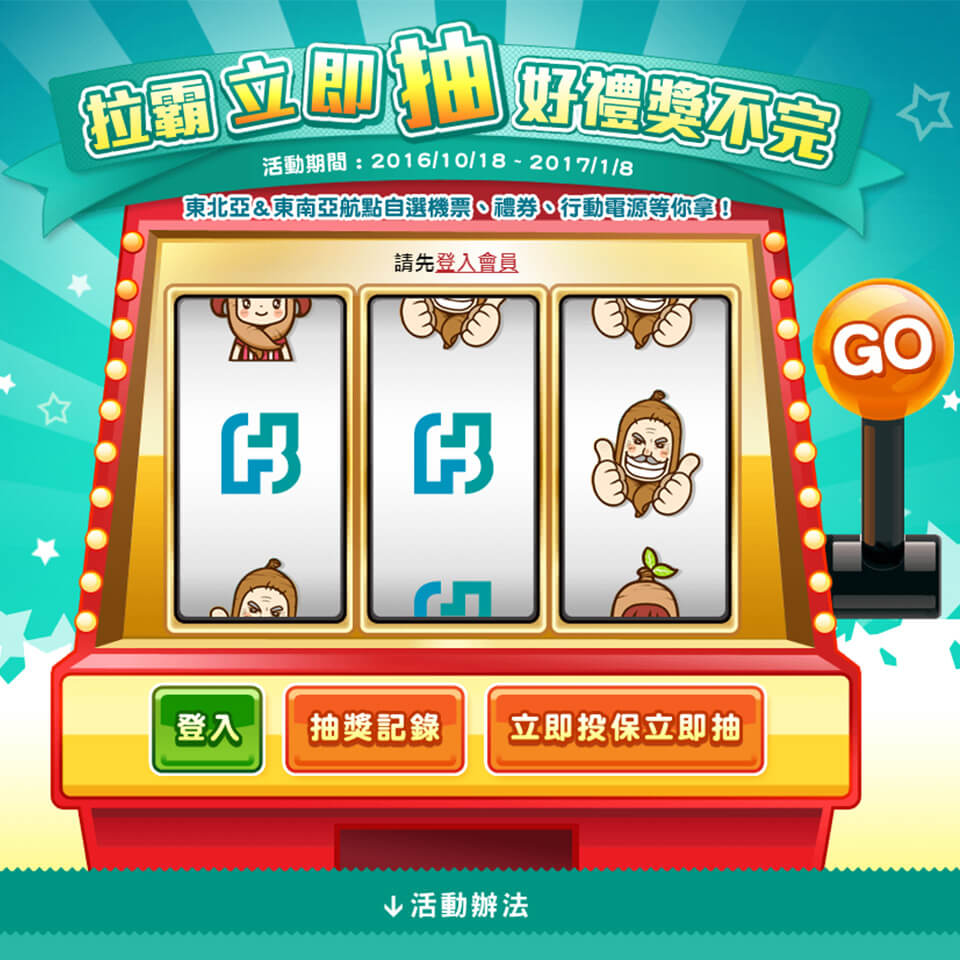 拉霸立即抽好禮獎不完
活動期間：2016/10/18 ~ 2017/1/8
東北亞&東南亞航點自選機票、禮券、行動電源等你拿！
請先登入會員
GO
登入
抽獎記錄
立即投保立即抽
↓活動辦法